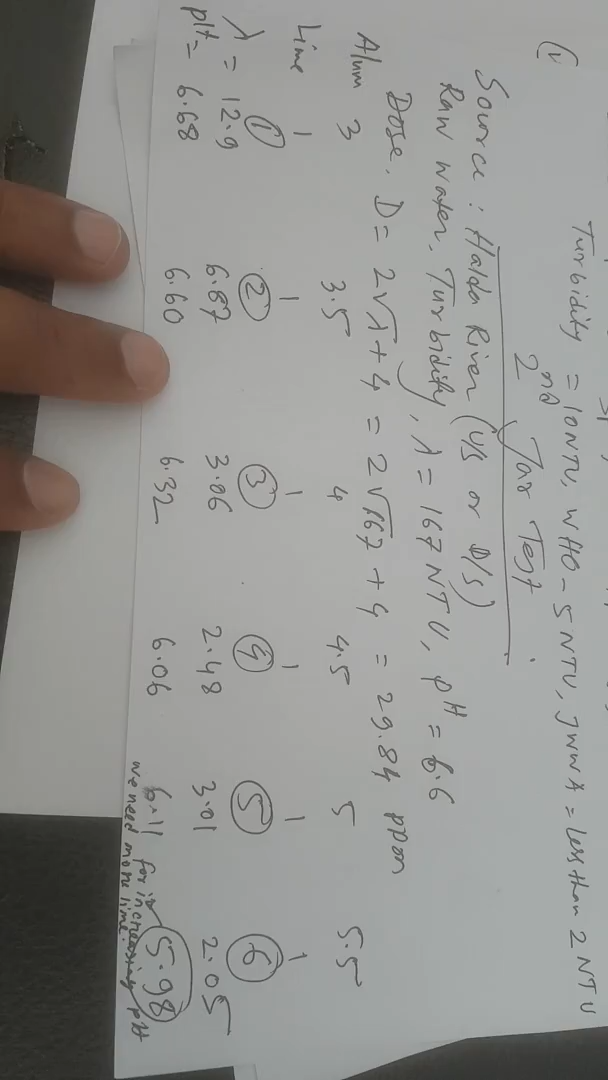 Turbidity = 10NTU, WHO - 5 NTU, JWWA = less than 2 NTU
2nd Jar Test
Source : Halda River (U/s or D/s)
Raw water, Turbidity, λ = 167 NTU, pH = 6.6
Dose, D = 2√λ + 4 = 2√167 + 4 = 29.84 ppm
Alum 3 3.5 4 4.5 5 5.5
Lime 1 1 1 1 1 1
① ② ③ ④ ⑤ ⑥
λ = 12.9 6.87 3.06 2.48 3.01 2.05
pH = 6.68 6.60 6.32 6.06 6.11 5.98
for increasing pH
we need more lime.